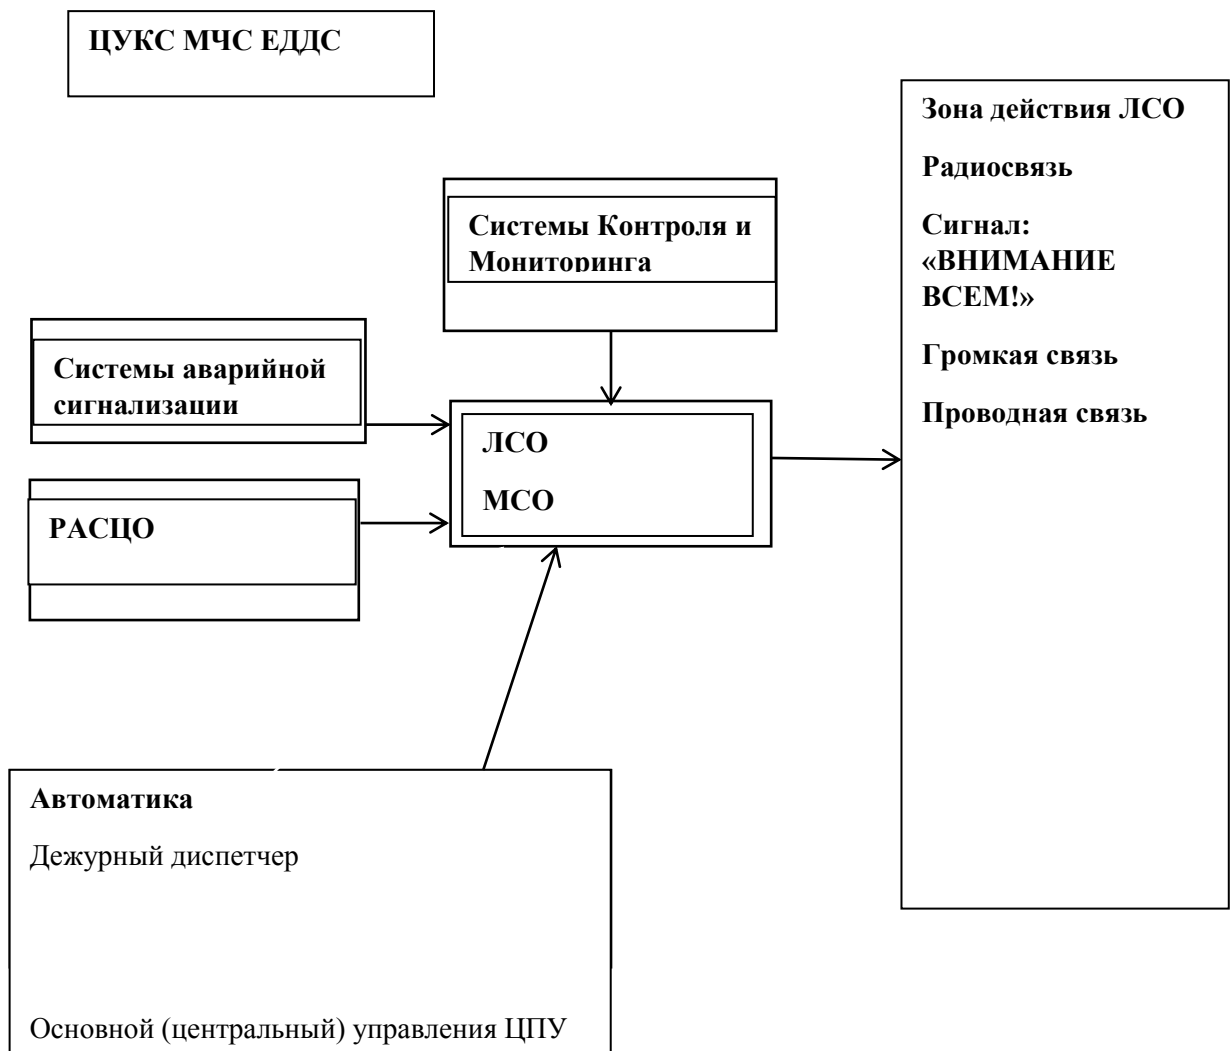 ЦУКС МЧС ЕДДС
Зона действия ЛСО
Радиосвязь
Сигнал:
«ВНИМАНИЕ
ВСЕМ!»
Громкая связь
Проводная связь
Системы Контроля и
Мониторинга
Системы аварийной
сигнализации
ЛСО
МСО
РАСЦО
Автоматика
Дежурный диспетчер
Основной (центральный) управления ЦПУ